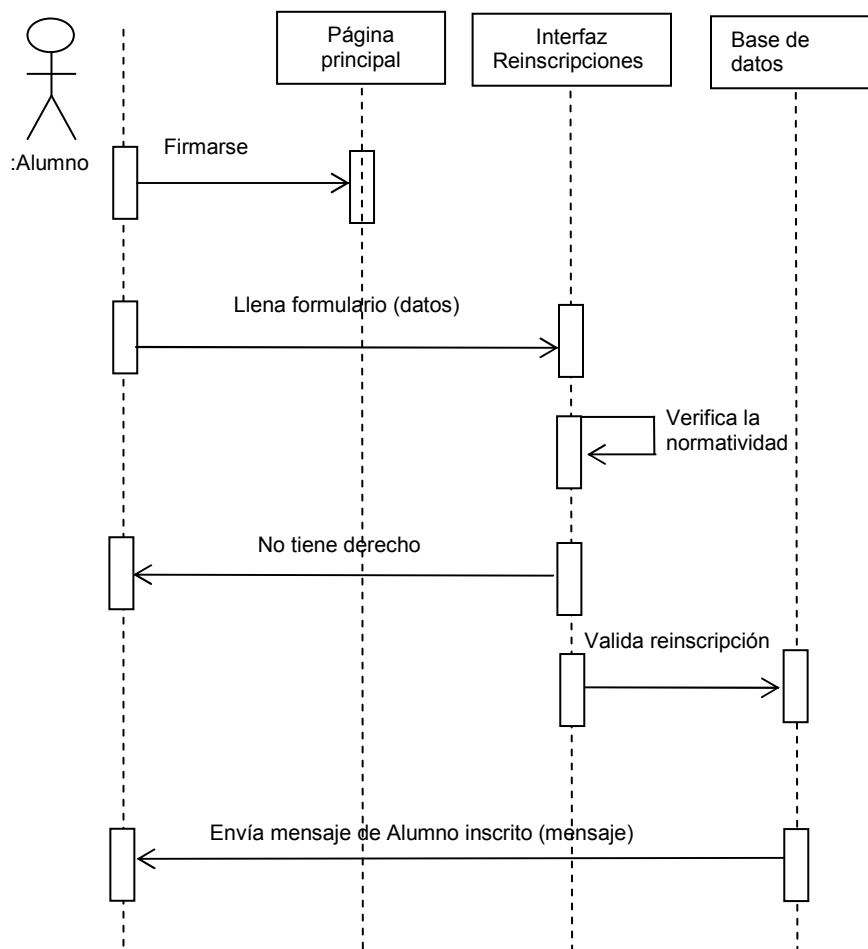 Página
principal
Interfaz
Reinscripciones
Base de
datos
:Alumno
Firmarse
Llena formulario (datos)
Verifica la
normatividad
No tiene derecho
Valida reinscripción
Envía mensaje de Alumno inscrito (mensaje)